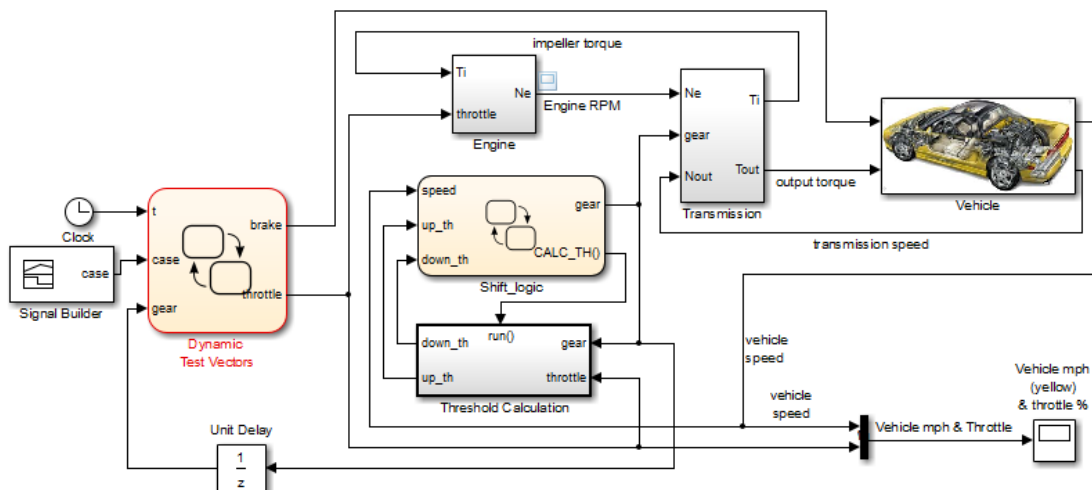 impeller torque
Ti
Ne
throttle
Engine
Engine RPM
Ne
Ti
gear
Nout
Tout
Transmission
output torque
Vehicle
transmission speed
t
brake
case
throttle
gear
Dynamic
Test Vectors
Clock
case
Signal Builder
speed
gear
up_th
CALC_TH()
down_th
Shift_logic
run()
down_th
gear
up_th
throttle
Threshold Calculation
vehicle
speed
vehicle
speed
Vehicle mph
(yellow)
& throttle %
Vehicle mph & Throttle
Unit Delay
1
z